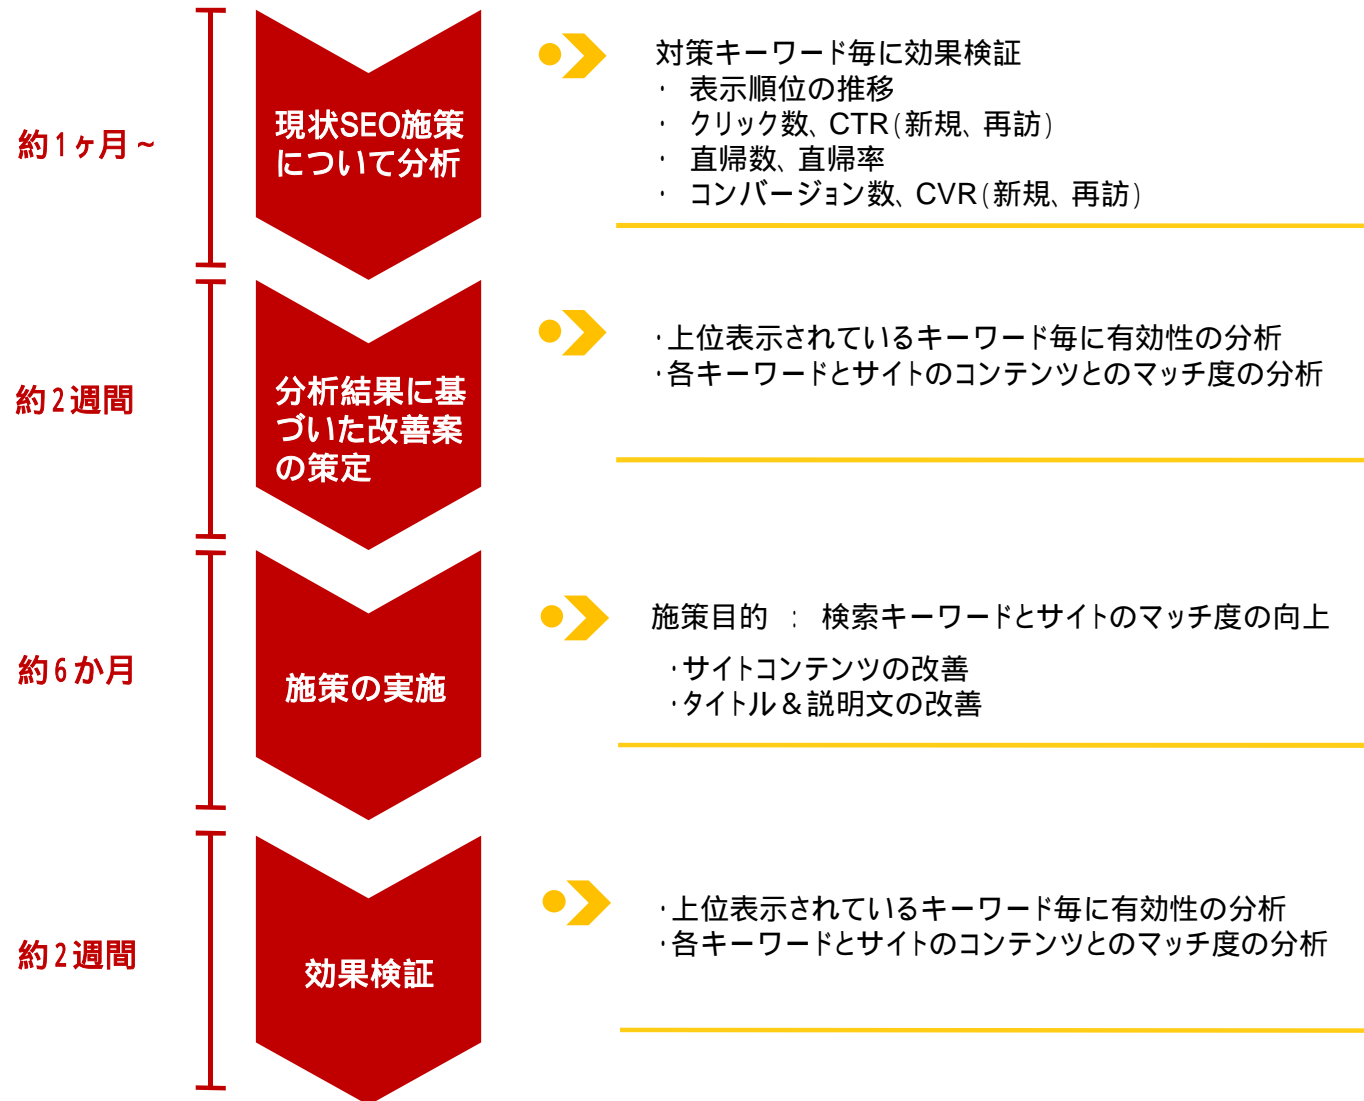 約1ヶ月~
現状SEO施策
について分析
対策キーワード毎に効果検証
・ 表示順位の推移
・ クリック数、CTR(新規、再訪)
・ 直帰数、直帰率
・ コンバージョン数、CVR(新規、再訪)
約2週間
分析結果に基
づいた改善案
の策定
・上位表示されているキーワード毎に有効性の分析
・各キーワードとサイトのコンテンツとのマッチ度の分析
約6か月
施策の実施
施策目的 : 検索キーワードとサイトのマッチ度の向上
・サイトコンテンツの改善
・タイトル&説明文の改善
約2週間
効果検証
・上位表示されているキーワード毎に有効性の分析
・各キーワードとサイトのコンテンツとのマッチ度の分析